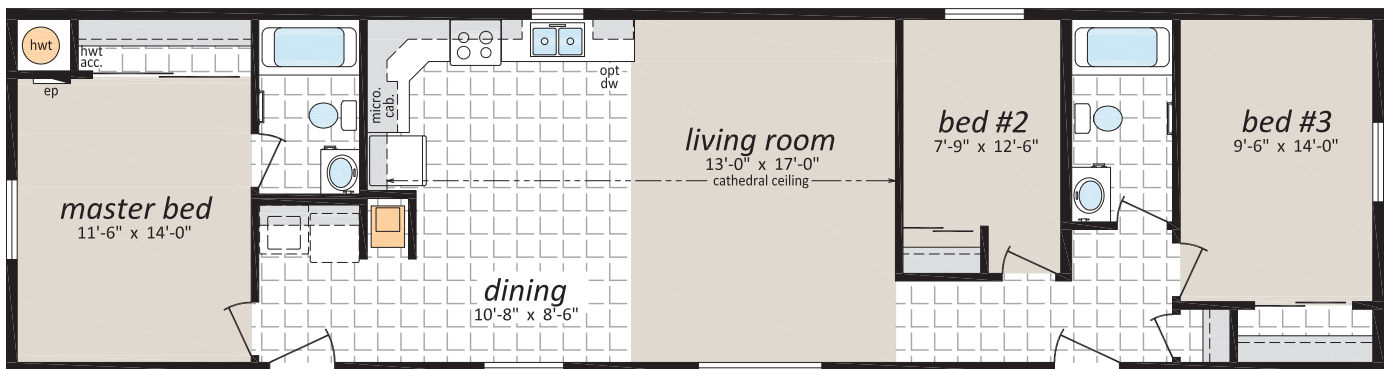 hwt
hwt
acc.
ep
master bed
11'-6" x 14'-0"
micro.
cab.
opt
dw
dining
10'-8" x 8'-6"
living room
13'-0" x 17'-0"
cathedral ceiling
bed #2
7'-9" x 12'-6"
bed #3
9'-6" x 14'-0"